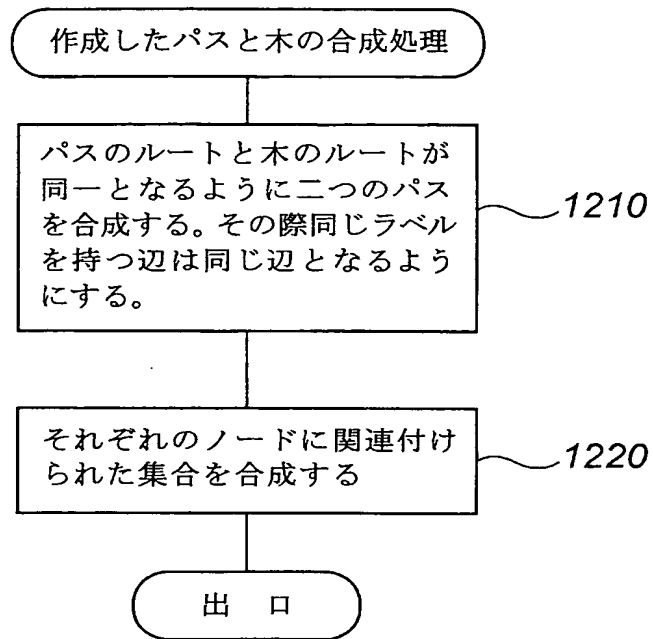 作成したパスと木の合成処理
パスのルートと木のルートが
同一となるように二つのパス
を合成する。その際同じラベル
を持つ辺は同じ辺となるよう
にする。
1210
それぞれのノードに関連付け
られた集合を合成する
1220
出 口